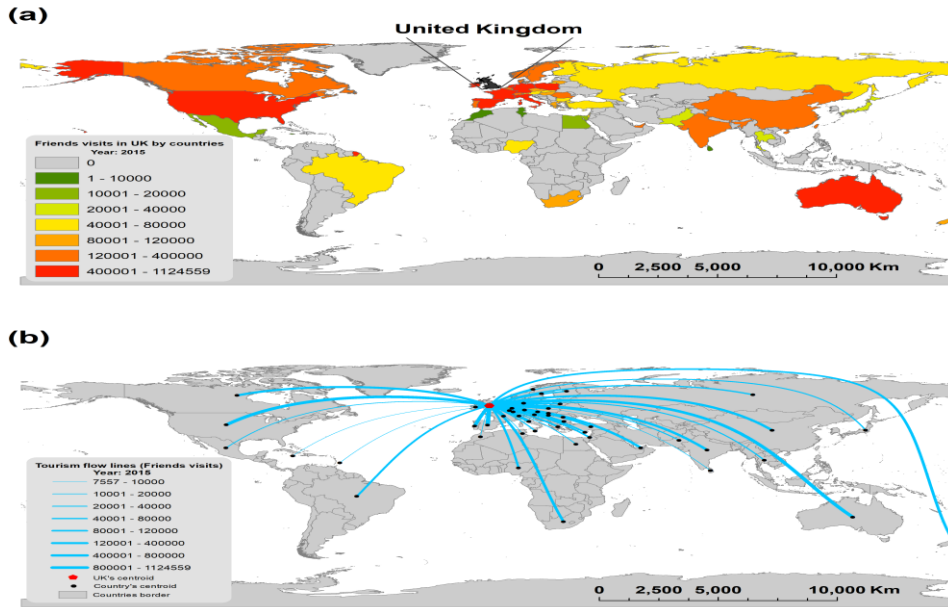 (a)
United Kingdom
Friends visits in UK by countries
Year: 2015
0
1 - 10000
10001 - 20000
20001 - 40000
40001 - 80000
80001 - 120000
120001 - 400000
400001 - 1124559
0 2,500 5,000 10,000 Km
(b)
Tourism flow lines (Friends visits)
Year: 2015
7557 - 10000
10001 - 20000
20001 - 40000
40001 - 80000
80001 - 120000
120001 - 400000
400001 - 800000
800001 - 1124559
UK's centroid
Country's centroid
Countries border
0 2,500 5,000 10,000 Km